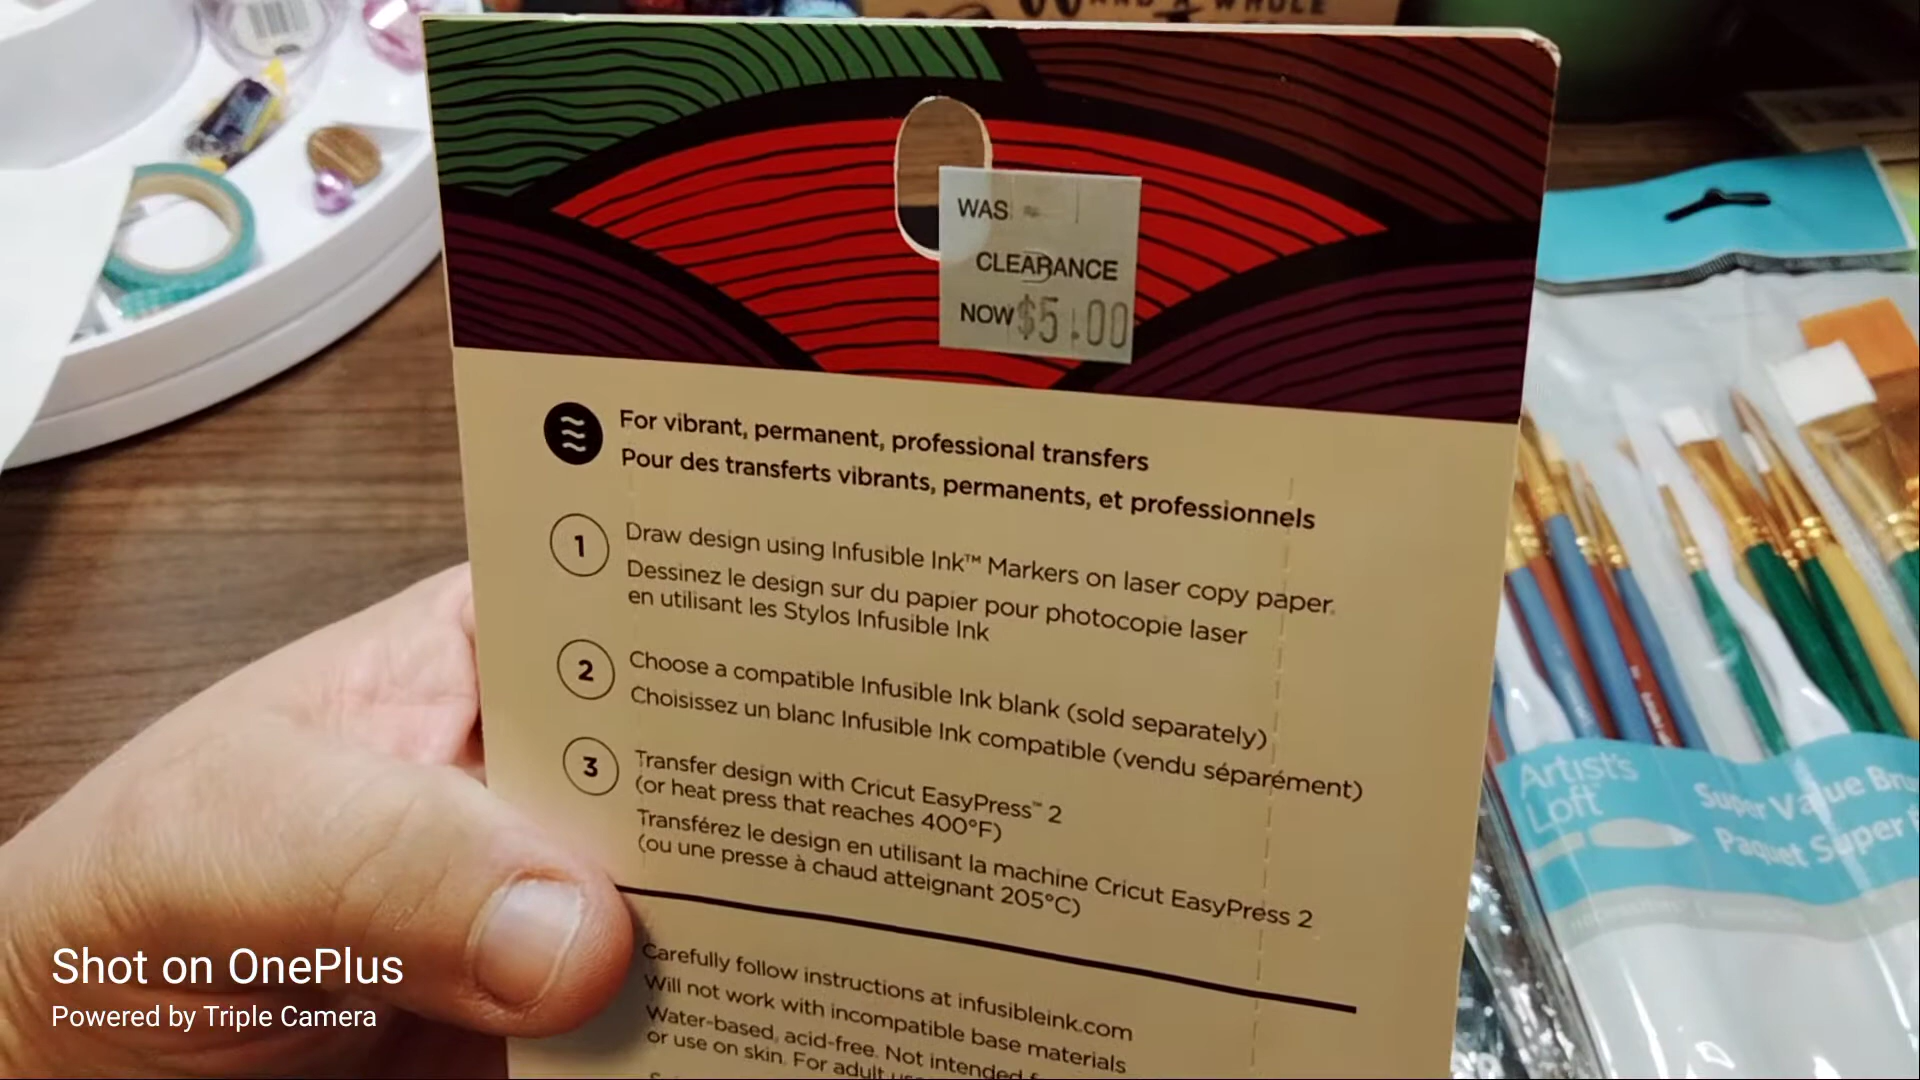 AND A WHOLE
WAS
CLEARANCE
NOW $5.00
For vibrant, permanent, professional transfers
Pour des transferts vibrants, permanents, et professionnels
1
Draw design using Infusible Ink™ Markers on laser copy paper.
Dessinez le design sur du papier pour photocopie laser
en utilisant les Stylos Infusible Ink
2
Choose a compatible Infusible Ink blank (sold separately)
Choisissez un blanc Infusible Ink compatible (vendu séparément)
3
Transfer design with Cricut EasyPress™ 2
(or heat press that reaches 400°F)
Transférez le design en utilisant la machine Cricut EasyPress 2
(ou une presse à chaud atteignant 205°C)
Carefully follow instructions at infusibleink.com
Will not work with incompatible base materials
Water-based, acid-free. Not intended
or use on skin. For adult
Artist's
Loft
Super Value
Paquet Super
Shot on OnePlus
Powered by Triple Camera